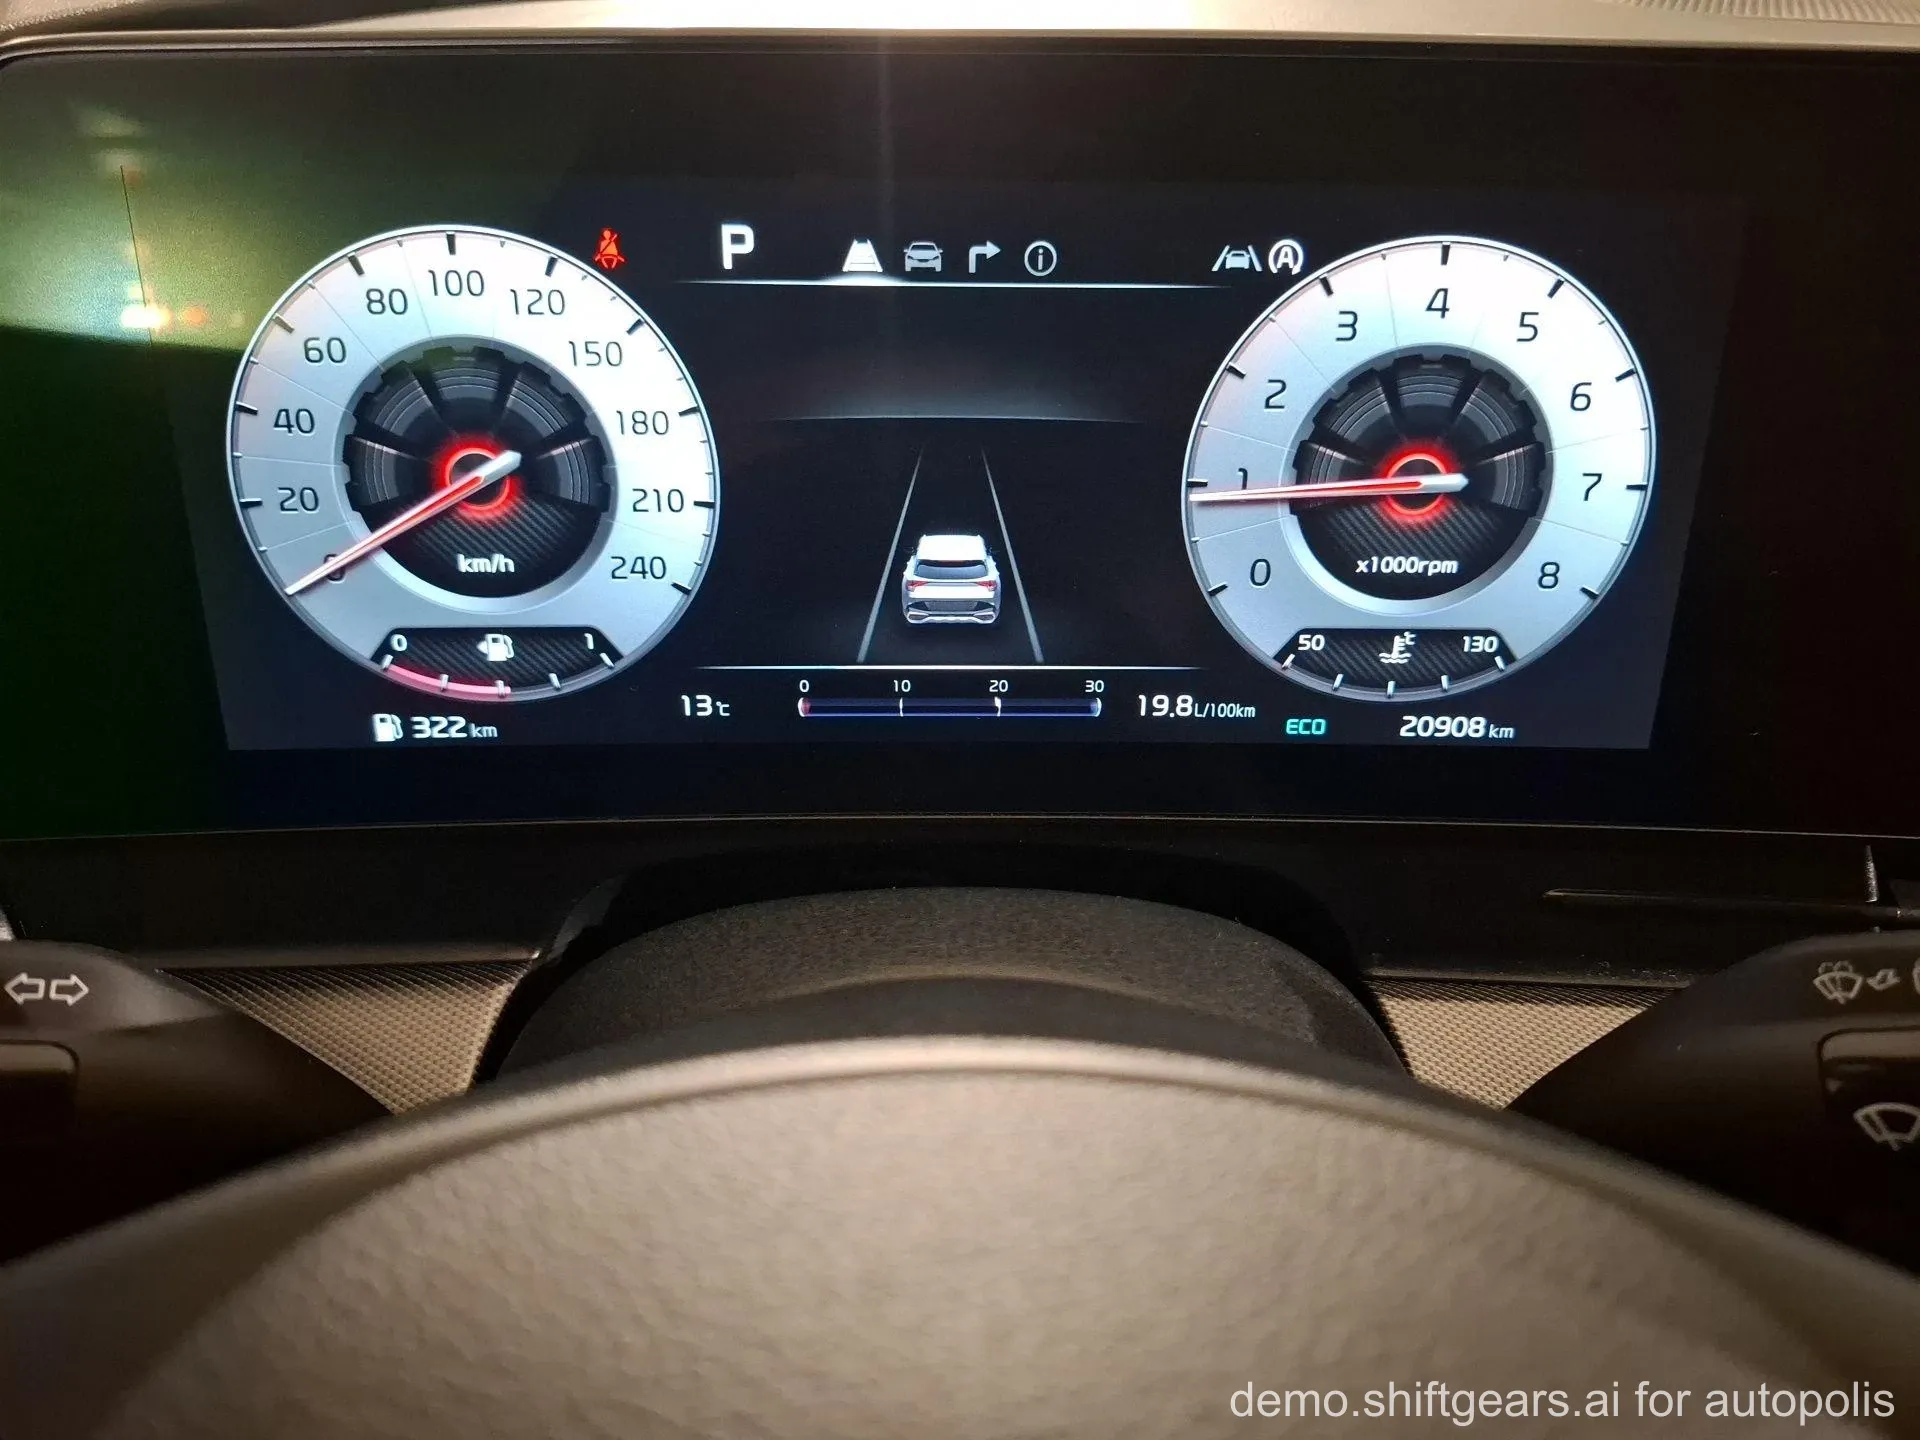 P
0
20
40
60
80
100
120
150
180
210
240
km/h
0 1
322 km
13℃
0 10 20 30
19.8 L/100km
A
0
1
2
3
4
5
6
7
8
x1000rpm
50 ℃ 130
ECO
20908 km
demo.shiftgears.ai for autopolis